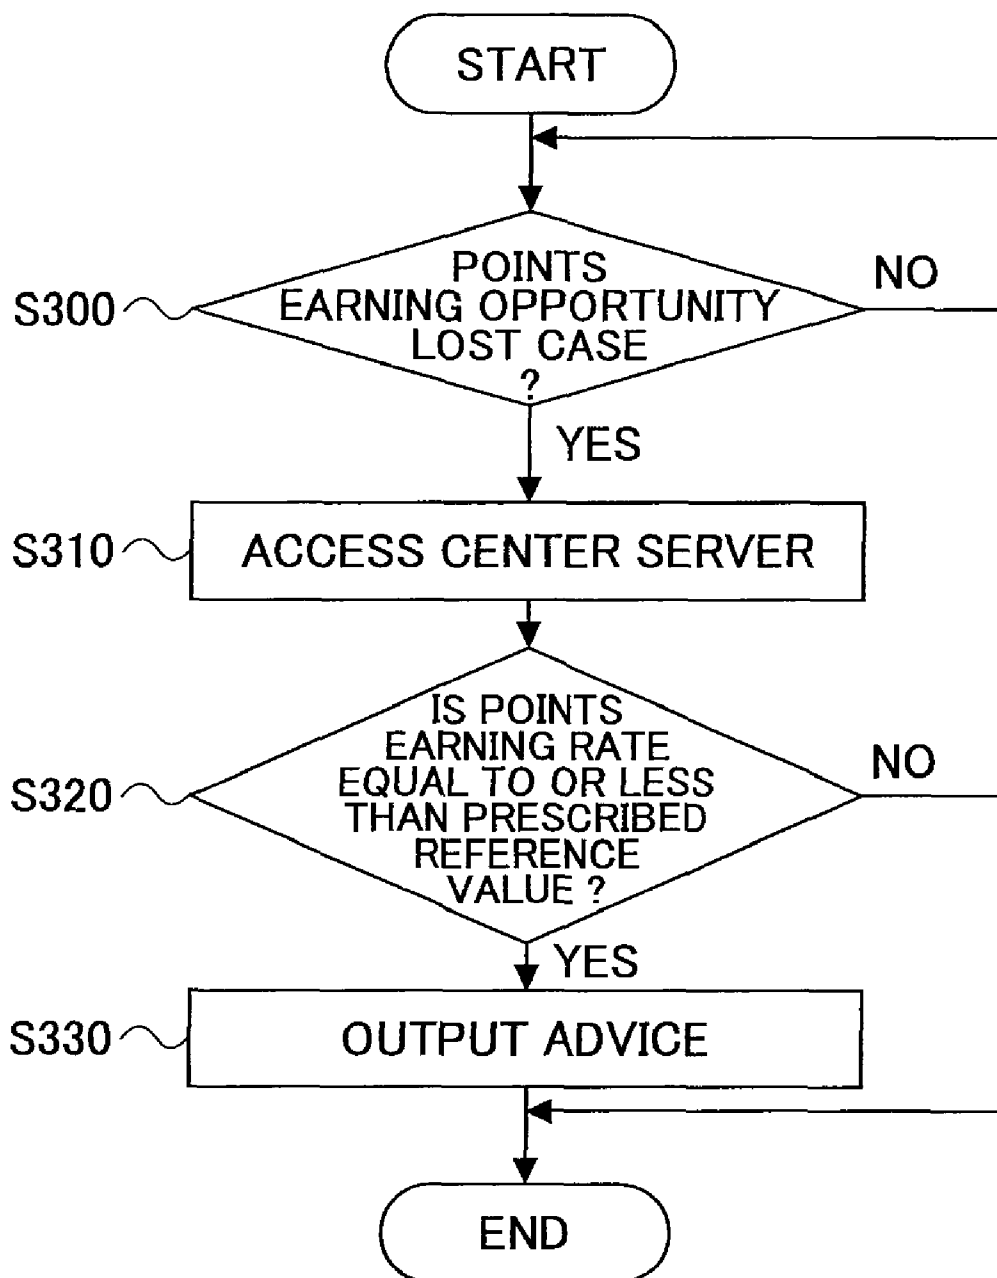 START
POINTS
EARNING OPPORTUNITY
LOST CASE
?
NO
S300
YES
S310
ACCESS CENTER SERVER
IS POINTS
EARNING RATE
EQUAL TO OR LESS
THAN PRESCRIBED
REFERENCE
VALUE ?
NO
S320
YES
S330
OUTPUT ADVICE
END